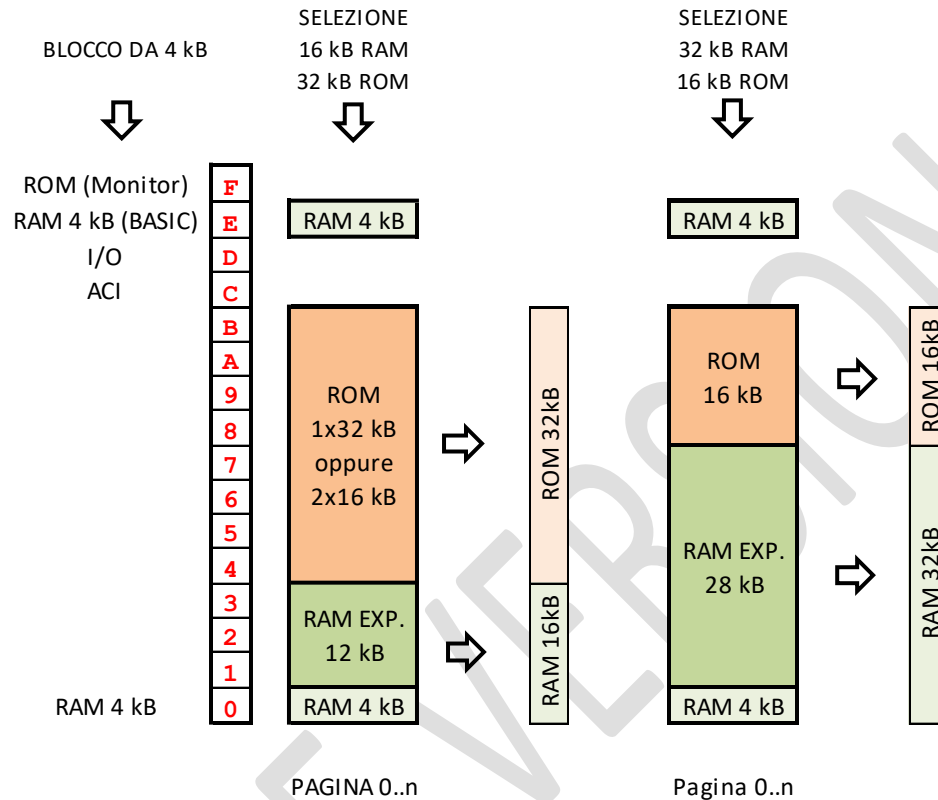 SELEZIONE
16 kB RAM
32 kB ROM
SELEZIONE
32 kB RAM
16 kB ROM
BLOCCO DA 4 kB
ROM (Monitor)
RAM 4 kB (BASIC)
I/O
ACI
RAM 4 kB
F
E
D
C
B
A
9
8
7
6
5
4
3
2
1
0
RAM 4 kB
ROM
1x32 kB
oppure
2x16 kB
RAM EXP.
12 kB
RAM 4 kB
ROM 32kB
RAM 16kB
RAM 4 kB
ROM
16 kB
RAM EXP.
28 kB
RAM 4 kB
ROM 16kB
RAM 32kB
PAGINA 0..n
Pagina 0..n
VERSION